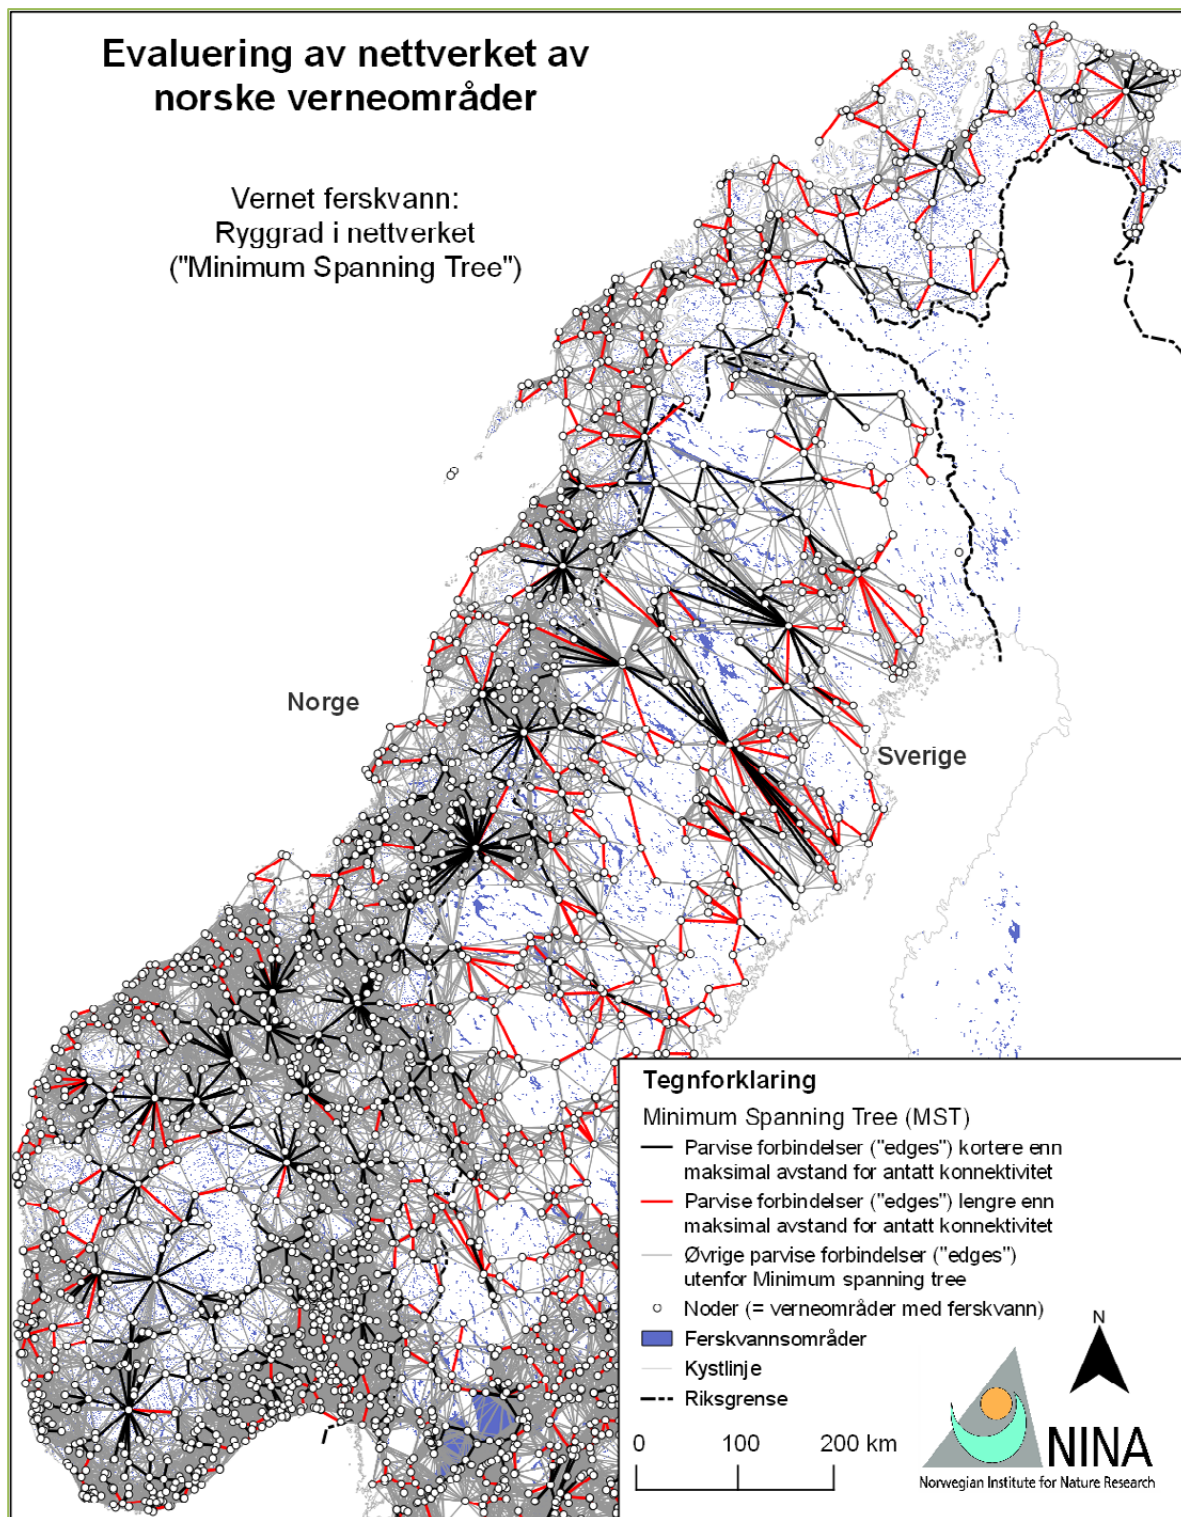 Evaluering av nettverket av
norske verneområder
Vernet ferskvann:
Ryggrad i nettverket
("Minimum Spanning Tree")
Norge
Sverige
Tegnforklaring
Minimum Spanning Tree (MST)
Parvise forbindelser ("edges") kortere enn
maksimal avstand for antatt konnektivitet
Parvise forbindelser ("edges") lengre enn
maksimal avstand for antatt konnektivitet
Øvrige parvise forbindelser ("edges")
utenfor Minimum spanning tree
Noder (= verneområder med ferskvann)
Ferskvannsområder
Kystlinje
Riksgrense
0 100 200 km
N
NINA
Norwegian Institute for Nature Research